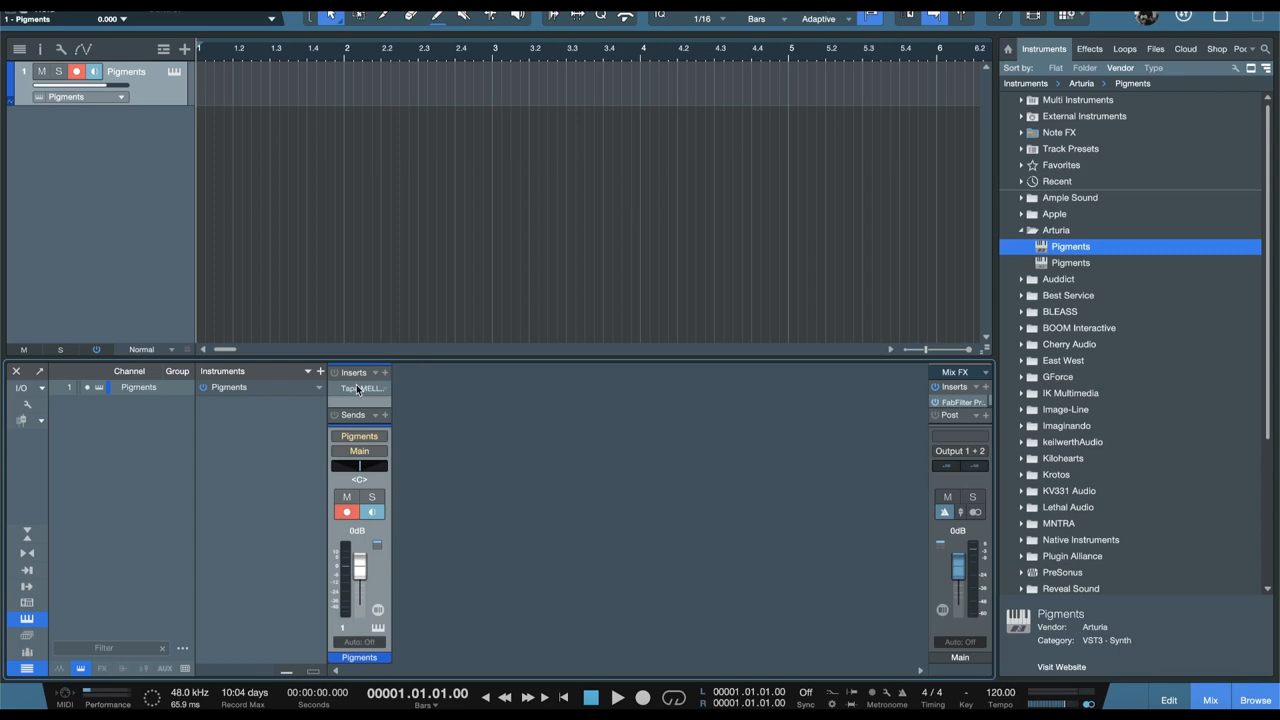 1 - Pigments 0.000 IQ 1/16 Bars Adaptive
1 1.2 1.3 1.4 2 2.2 2.3 2.4 3 3.2 3.3 3.4 4 4.2 4.3 4.4 5 5.2 5.3 5.4 6 6.2
1 M S Pigments
Pigments
M S Normal
Instruments Effects Loops Files Cloud Shop
Sort by: Flat Folder Vendor Type
Instruments > Arturia > Pigments
Multi Instruments
External Instruments
Note FX
Track Presets
Favorites
Recent
Ample Sound
Apple
Arturia
Pigments
Pigments
Auddict
Best Service
BLEASS
BOOM Interactive
Cherry Audio
East West
GForce
IK Multimedia
Image-Line
Imaginando
keilwerthAudio
Kilohearts
Krotos
KV331 Audio
Lethal Audio
MNTRA
Native Instruments
Plugin Alliance
PreSonus
Reveal Sound
Pigments
Vendor: Arturia
Category: VST3 - Synth
Visit Website
Channel Group
I/O 1 Pigments
Filter
FX
AUX
Instruments
Pigments
Inserts
Sends
Pigments
Main
<C>
M S
0dB
1
Auto: Off
Pigments
Mix FX
Inserts
FabFilter Pr..
Post
Output 1 + 2
M S
0dB
Auto: Off
Main
MIDI Performance
48.0 kHz
65.9 ms
10:04 days
Record Max
00:00:00.000
Seconds
00001.01.01.00
Bars
L 00001.01.01.00
R 00001.01.01.00
Off
Sync
Metronome
4 / 4
Timing
Key
120.00
Tempo
Edit Mix Browse